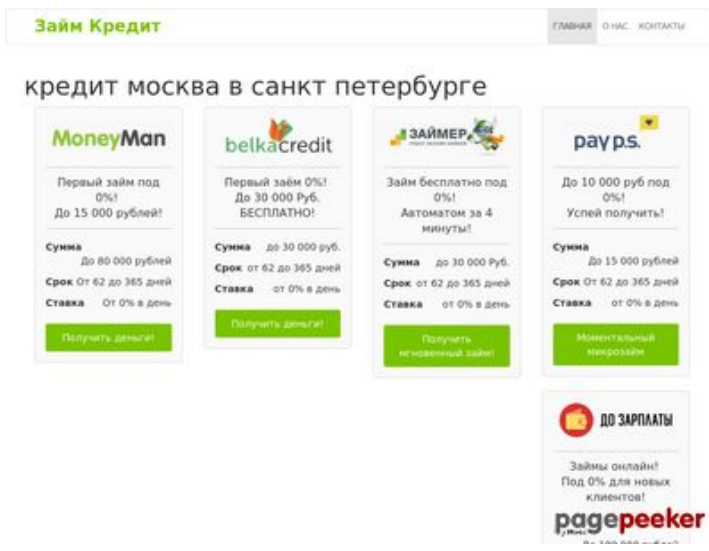 Займ Кредит
ГЛАВНАЯ О НАС КОНТАКТЫ
кредит москва в санкт петербурге
MoneyMan
Первый займ под
0%!
До 15 000 рублей!
Сумма
До 80 000 рублей
Срок От 62 до 365 дней
Ставка От 0% в день
Получить деньги!
belkacredit
Первый заём 0%!
До 30 000 Руб.
БЕСПЛАТНО!
Сумма до 30 000 руб.
Срок от 62 до 365 дней
Ставка от 0% в день
Получить деньги!
ЗАЙМЕР
Займ бесплатно под
0%!
Автоматом за 4
минуты!
Сумма до 30 000 Руб.
Срок от 62 до 365 дней
Ставка от 0% в день
Получить
мгновенный займ!
pay p.s.
До 10 000 руб под
0%!
Успей получить!
Сумма
До 15 000 рублей
Срок От 62 до 365 дней
Ставка От 0% в день
Моментальный
микрозайм
ДО ЗАРПЛАТЫ
Займы онлайн!
Под 0% для новых
клиентов!
pagepeeker
До 100 000 рублей